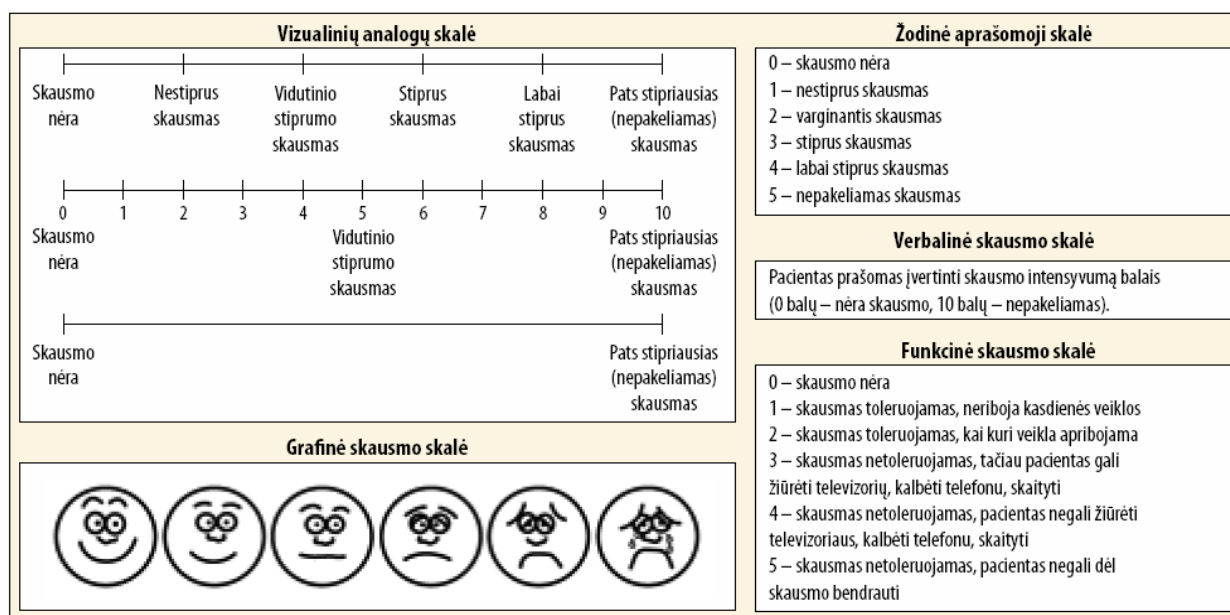 Vizualinių analogų skalė
Skausmo nėra
Nestiprus skausmas
Vidutinio stiprumo skausmas
Stiprus skausmas
Labai stiprus skausmas
Pats stipriausias (nepakeliamas) skausmas
0 1 2 3 4 5 6 7 8 9 10
Skausmo nėra
Vidutinio stiprumo skausmas
Pats stipriausias (nepakeliamas) skausmas
Skausmo nėra
Pats stipriausias (nepakeliamas) skausmas
Grafinė skausmo skalė
Žodinė aprašomoji skalė
0 – skausmo nėra
1 – nestiprus skausmas
2 – varginantis skausmas
3 – stiprus skausmas
4 – labai stiprus skausmas
5 – nepakeliamas skausmas
Verbalinė skausmo skalė
Pacientas prašomas įvertinti skausmo intensyvumą balais
(0 balų – nėra skausmo, 10 balų – nepakeliamas).
Funkcinė skausmo skalė
0 – skausmo nėra
1 – skausmas toleruojamas, neriboja kasdienės veiklos
2 – skausmas toleruojamas, kai kuri veikla apribojama
3 – skausmas netoleruojamas, tačiau pacientas gali
žiūrėti televizorių, kalbėti telefonu, skaityti
4 – skausmas netoleruojamas, pacientas negali žiūrėti
televizoriaus, kalbėti telefonu, skaityti
5 – skausmas netoleruojamas, pacientas negali dėl
skausmo bendrauti